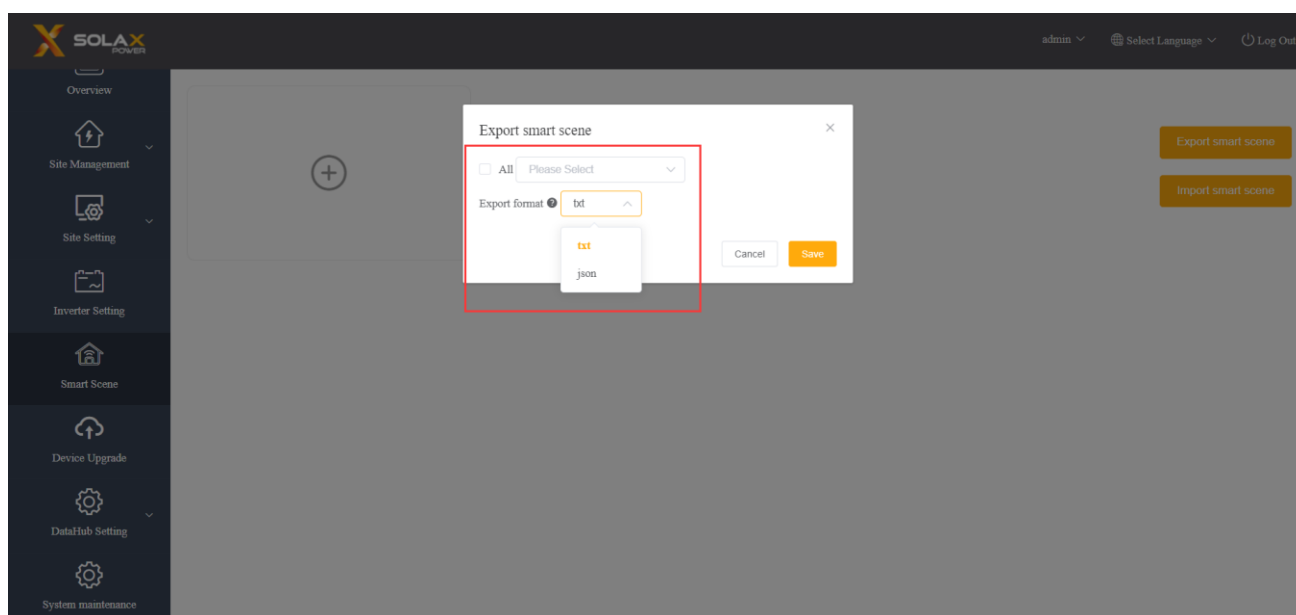 SOLAX
POWER
admin
Select Language
Log Out
Overview
Site Management
Site Setting
Inverter Setting
Smart Scene
Device Upgrade
DataHub Setting
System maintenance
Export smart scene
All Please Select
Export format ? txt
txt
json
Cancel Save
Export smart scene
Import smart scene